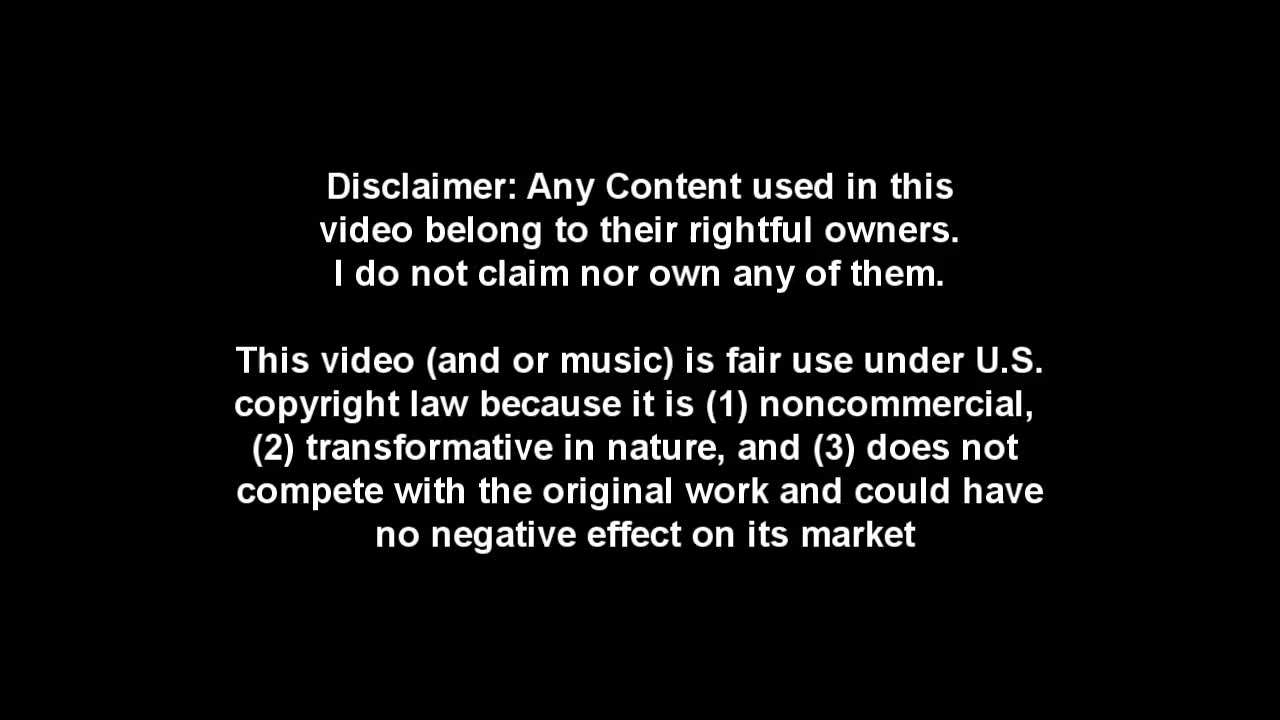 Disclaimer: Any Content used in this
video belong to their rightful owners.
I do not claim nor own any of them.
This video (and or music) is fair use under U.S.
copyright law because it is (1) noncommercial,
(2) transformative in nature, and (3) does not
compete with the original work and could have
no negative effect on its market